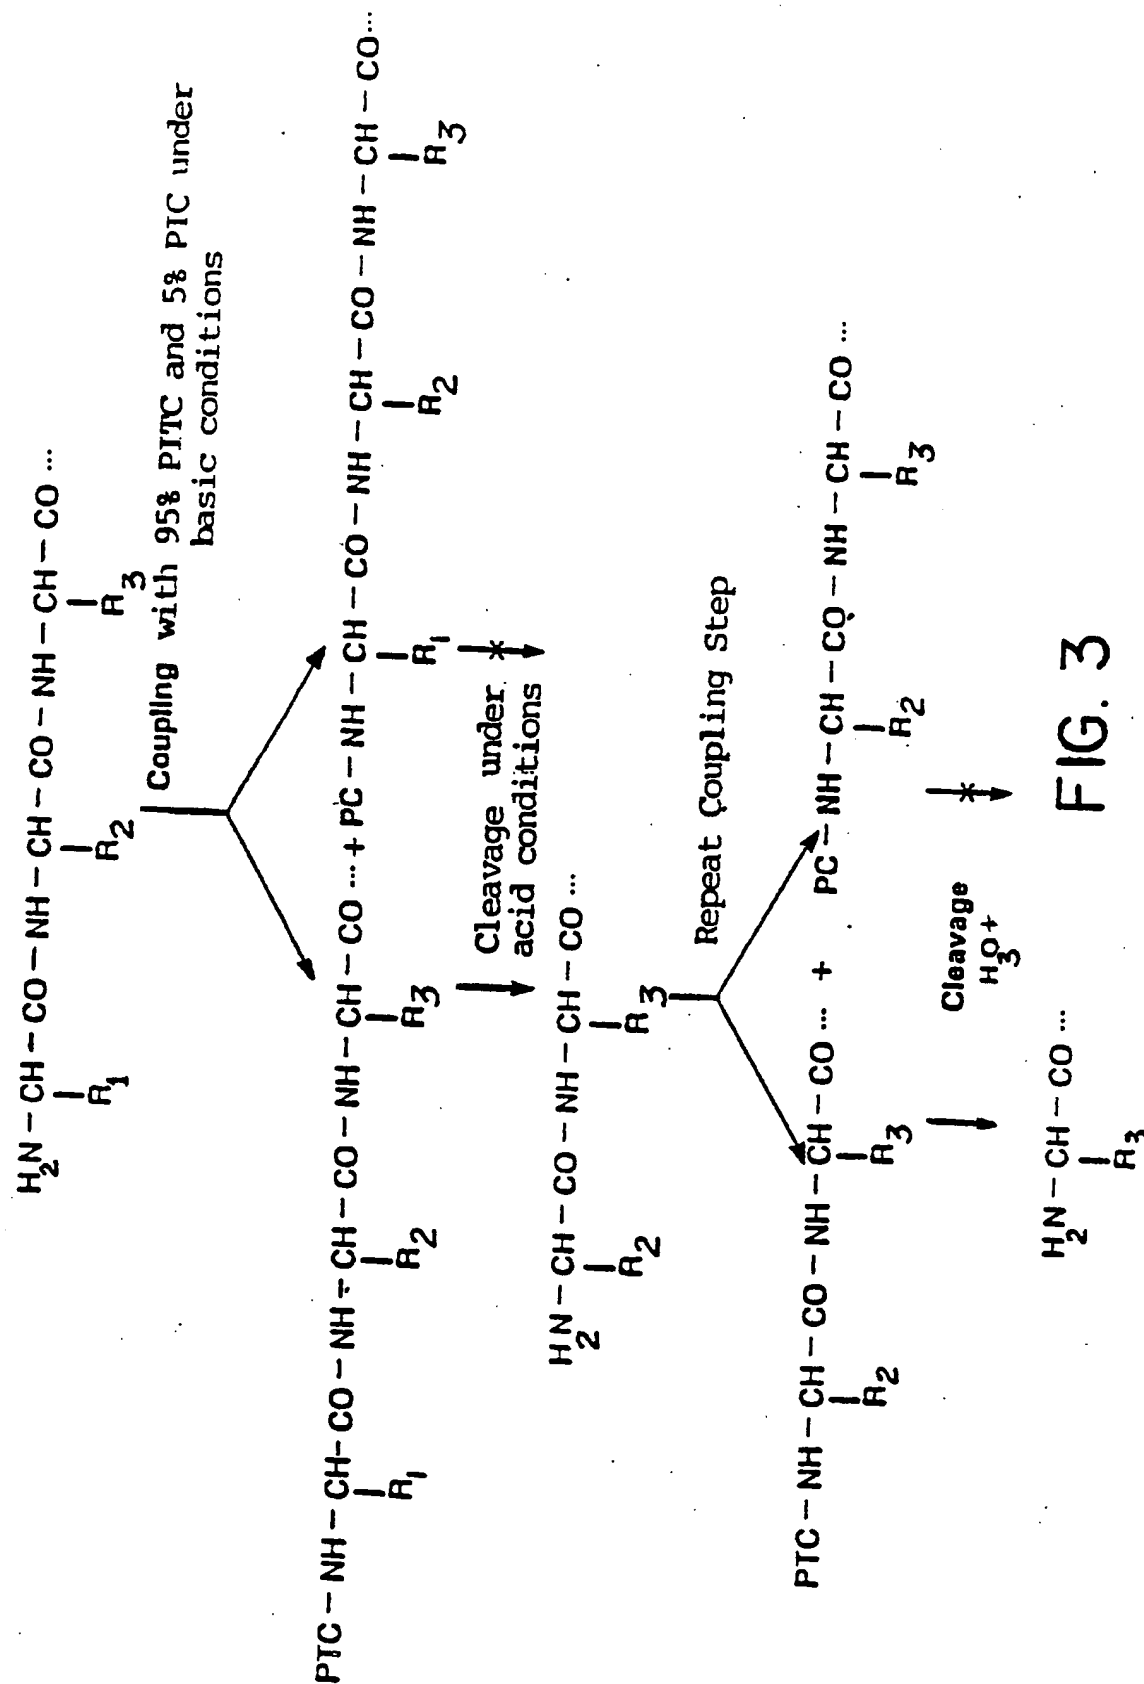 H2N-CH-CO-NH-CH-CO-NH-CH-CO...
R1 R2 R3
Coupling with 95% PITC and 5% PIC under
basic conditions
PTC-NH-CH-CO-NH-CH-CO-NH-CH-CO...+PC-NH-CH-CO-NH-CH-CO-NH-CH-CO...
R1 R2 R3 R1 R2 R3
Cleavage under
acid conditions
H2N-CH-CO-NH-CH-CO...
R2 R3
Repeat Coupling Step
PTC-NH-CH-CO-NH-CH-CO... + PC-NH-CH-CO-NH-CH-CO...
R2 R3 R2 R3
Cleavage
H3O+
H2N-CH-CO...
R3
FIG. 3